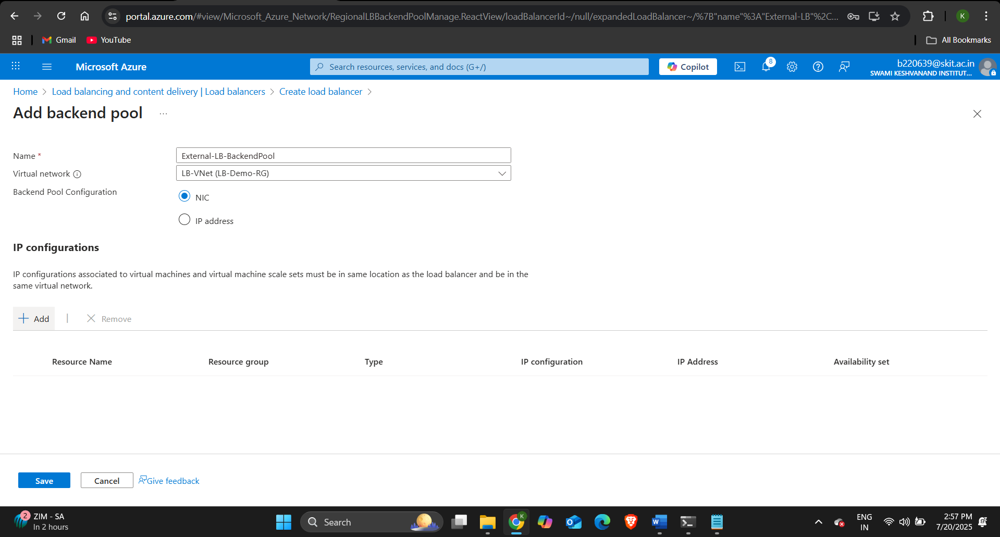 portal.azure.com/#view/Microsoft_Azure_Network/RegionalLBBackendPoolManage.ReactView/loadBalancerId~/null/expandedLoadBalancer~/%7B"name"%3A"External-LB"%2C...
K
Gmail
YouTube
All Bookmarks
Microsoft Azure
Search resources, services, and docs (G+/)
Copilot
8
b220639@skit.ac.in
SWAMI KESHVANAND INSTITUT...
Home > Load balancing and content delivery | Load balancers > Create load balancer >
Add backend pool ...
Name *
External-LB-BackendPool
Virtual network
LB-VNet (LB-Demo-RG)
Backend Pool Configuration
NIC
IP address
IP configurations
IP configurations associated to virtual machines and virtual machine scale sets must be in same location as the load balancer and be in the
same virtual network.
Add | Remove
Resource Name Resource group Type IP configuration IP Address Availability set
Save Cancel Give feedback
2
ZIM - SA
In 2 hours
Search
K
ENG
IN
2:57 PM
7/20/2025